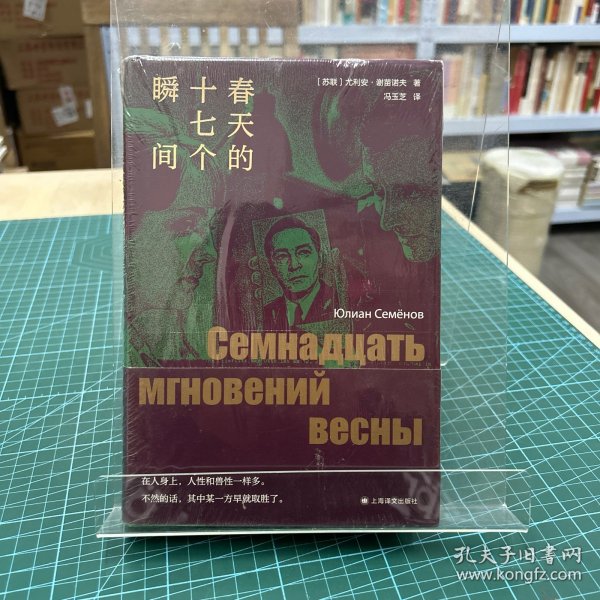 春天的
十七个
瞬间
[苏联] 尤利安·谢苗诺夫 著
冯玉芝 译
Юлиан Семёнов
Семнадцать
мгновений
весны
在人身上，人性和兽性一样多。
不然的话，其中某一方早就取胜了。
上海译文出版社
孔夫子旧书网
www.kongfz.com